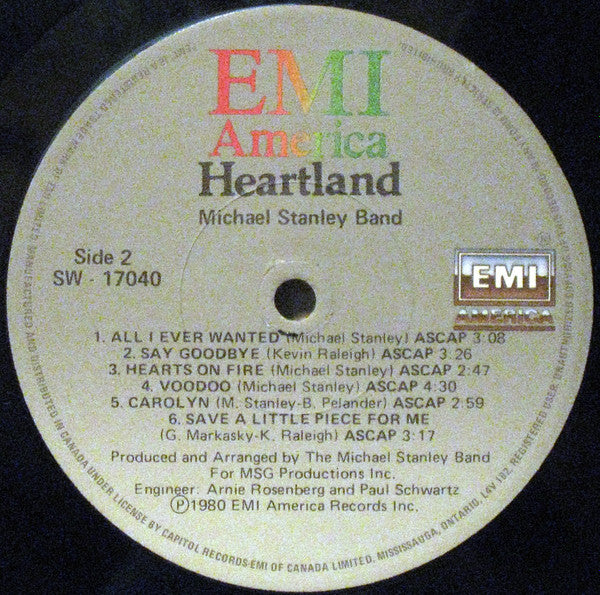 EMI
America
Heartland
Michael Stanley Band
Side 2
SW - 17040
EMI
AMERICA
1. ALL I EVER WANTED (Michael Stanley) ASCAP 3:08
2. SAY GOODBYE (Kevin Raleigh) ASCAP 3:26
3. HEARTS ON FIRE (Michael Stanley) ASCAP 2:47
4. VOODOO (Michael Stanley) ASCAP 4:30
5. CAROLYN (M. Stanley-B. Pelander) ASCAP 2:59
6. SAVE A LITTLE PIECE FOR ME
(G. Markasky-K. Raleigh) ASCAP 3:17
Produced and Arranged by The Michael Stanley Band
For MSG Productions Inc.
Engineer: Arnie Rosenberg and Paul Schwartz
Ⓟ1980 EMI America Records Inc.
DISTRIBUTED IN CANADA UNDER LICENSE BY CAPITOL RECORDS-EMI OF CANADA LIMITED. MISSISSAUGA, ONTARIO, L4V 1R2, REGISTERED USER.